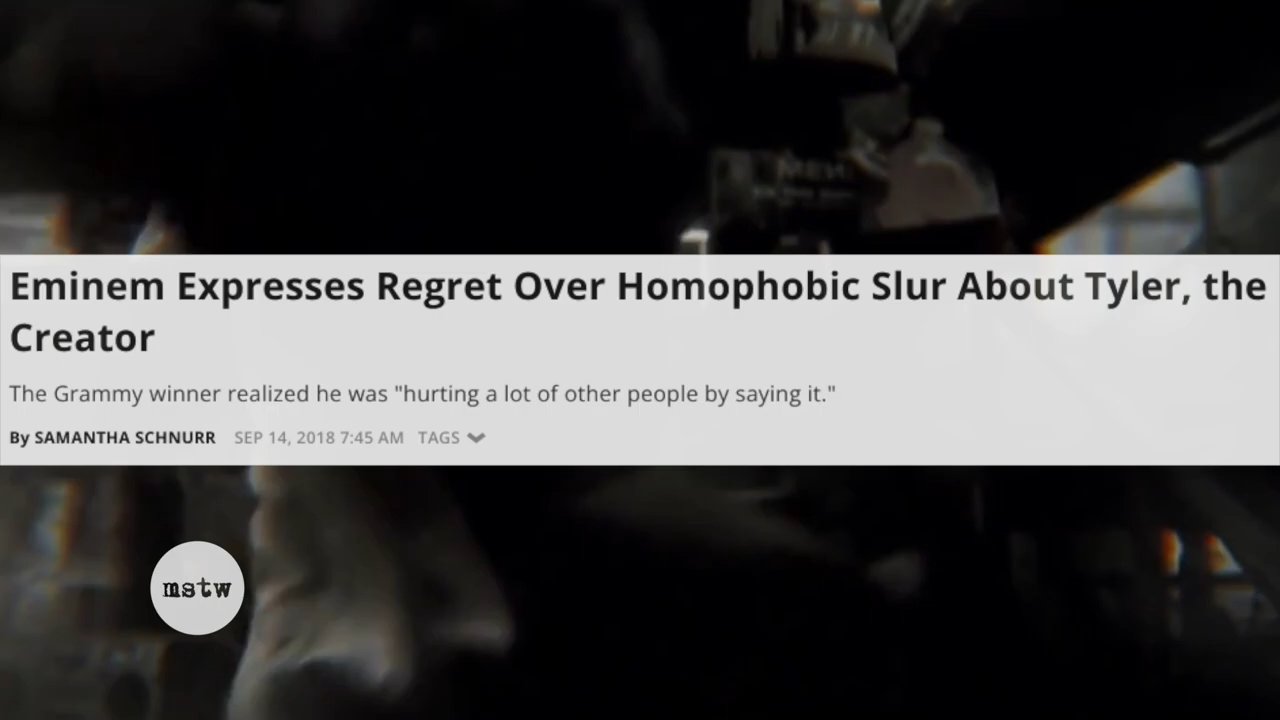 Eminem Expresses Regret Over Homophobic Slur About Tyler, the
Creator
The Grammy winner realized he was "hurting a lot of other people by saying it."
By SAMANTHA SCHNURR SEP 14, 2018 7:45 AM TAGS
mstw